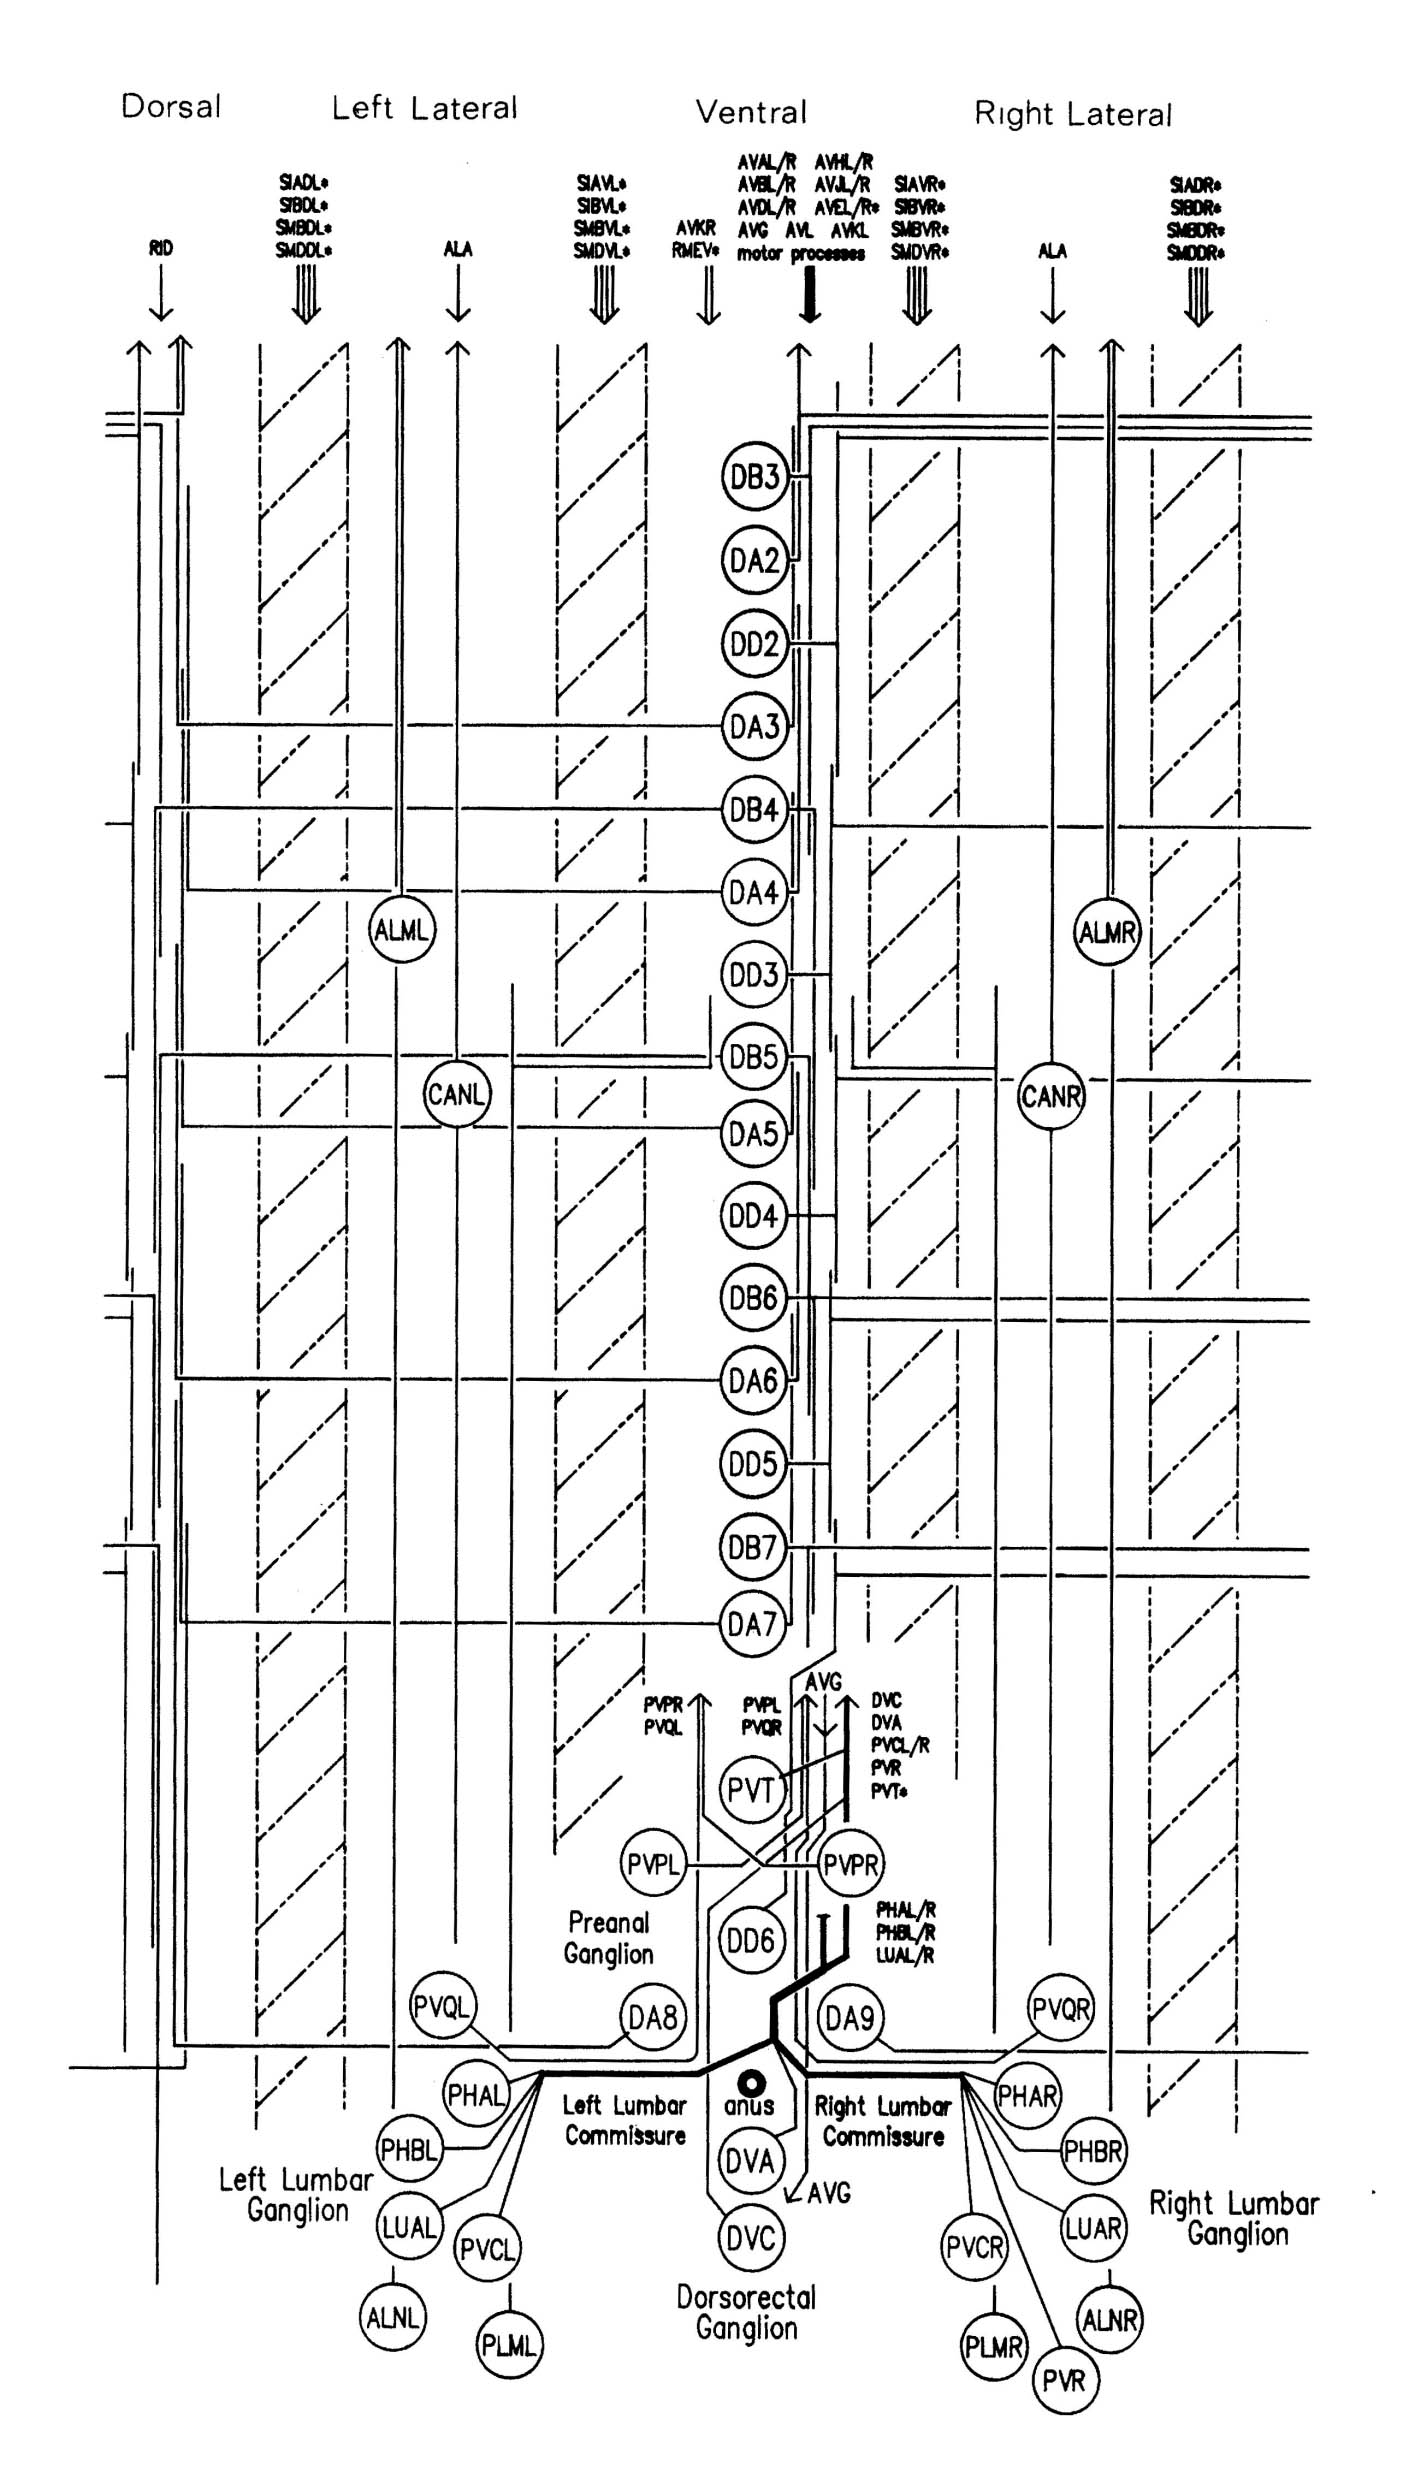 Dorsal
Left Lateral
Ventral
Right Lateral
RID
SIADL*
SIBDL*
SMBDL*
SMDDL*
ALA
SIAVL*
SIBVL*
SMBVL*
SMDVL*
AVKR
RMEV*
AVAL/R AVHL/R
AVBL/R AVJL/R
AVDL/R AVEL/R*
AVG AVL AVKL
motor processes
SIAVR*
SIBVR*
SMBVR*
SMDVR*
ALA
SIADR*
SIBDR*
SMBDR*
SMDDR*
DB3
DA2
DD2
DA3
DB4
DA4
ALML
ALMR
DD3
DB5
CANL
CANR
DA5
DD4
DB6
DA6
DD5
DB7
DA7
AVG
PVPR
PVQL
PVPL
PVQR
DVC
DVA
PVCL/R
PVR
PVT*
PVT
PVPL
PVPR
Preanal
Ganglion
DD6
PHAL/R
PHBL/R
LUAL/R
PVQL
DA8
DA9
PVQR
PHAL
Left Lumbar
Commissure
anus
Right Lumbar
Commissure
PHAR
PHBL
DVA
PHBR
Left Lumbar
Ganglion
AVG
Right Lumbar
Ganglion
LUAL
PVCL
DVC
PVCR
LUAR
Dorsorectal
Ganglion
ALNL
PLML
PLMR
ALNR
PVR